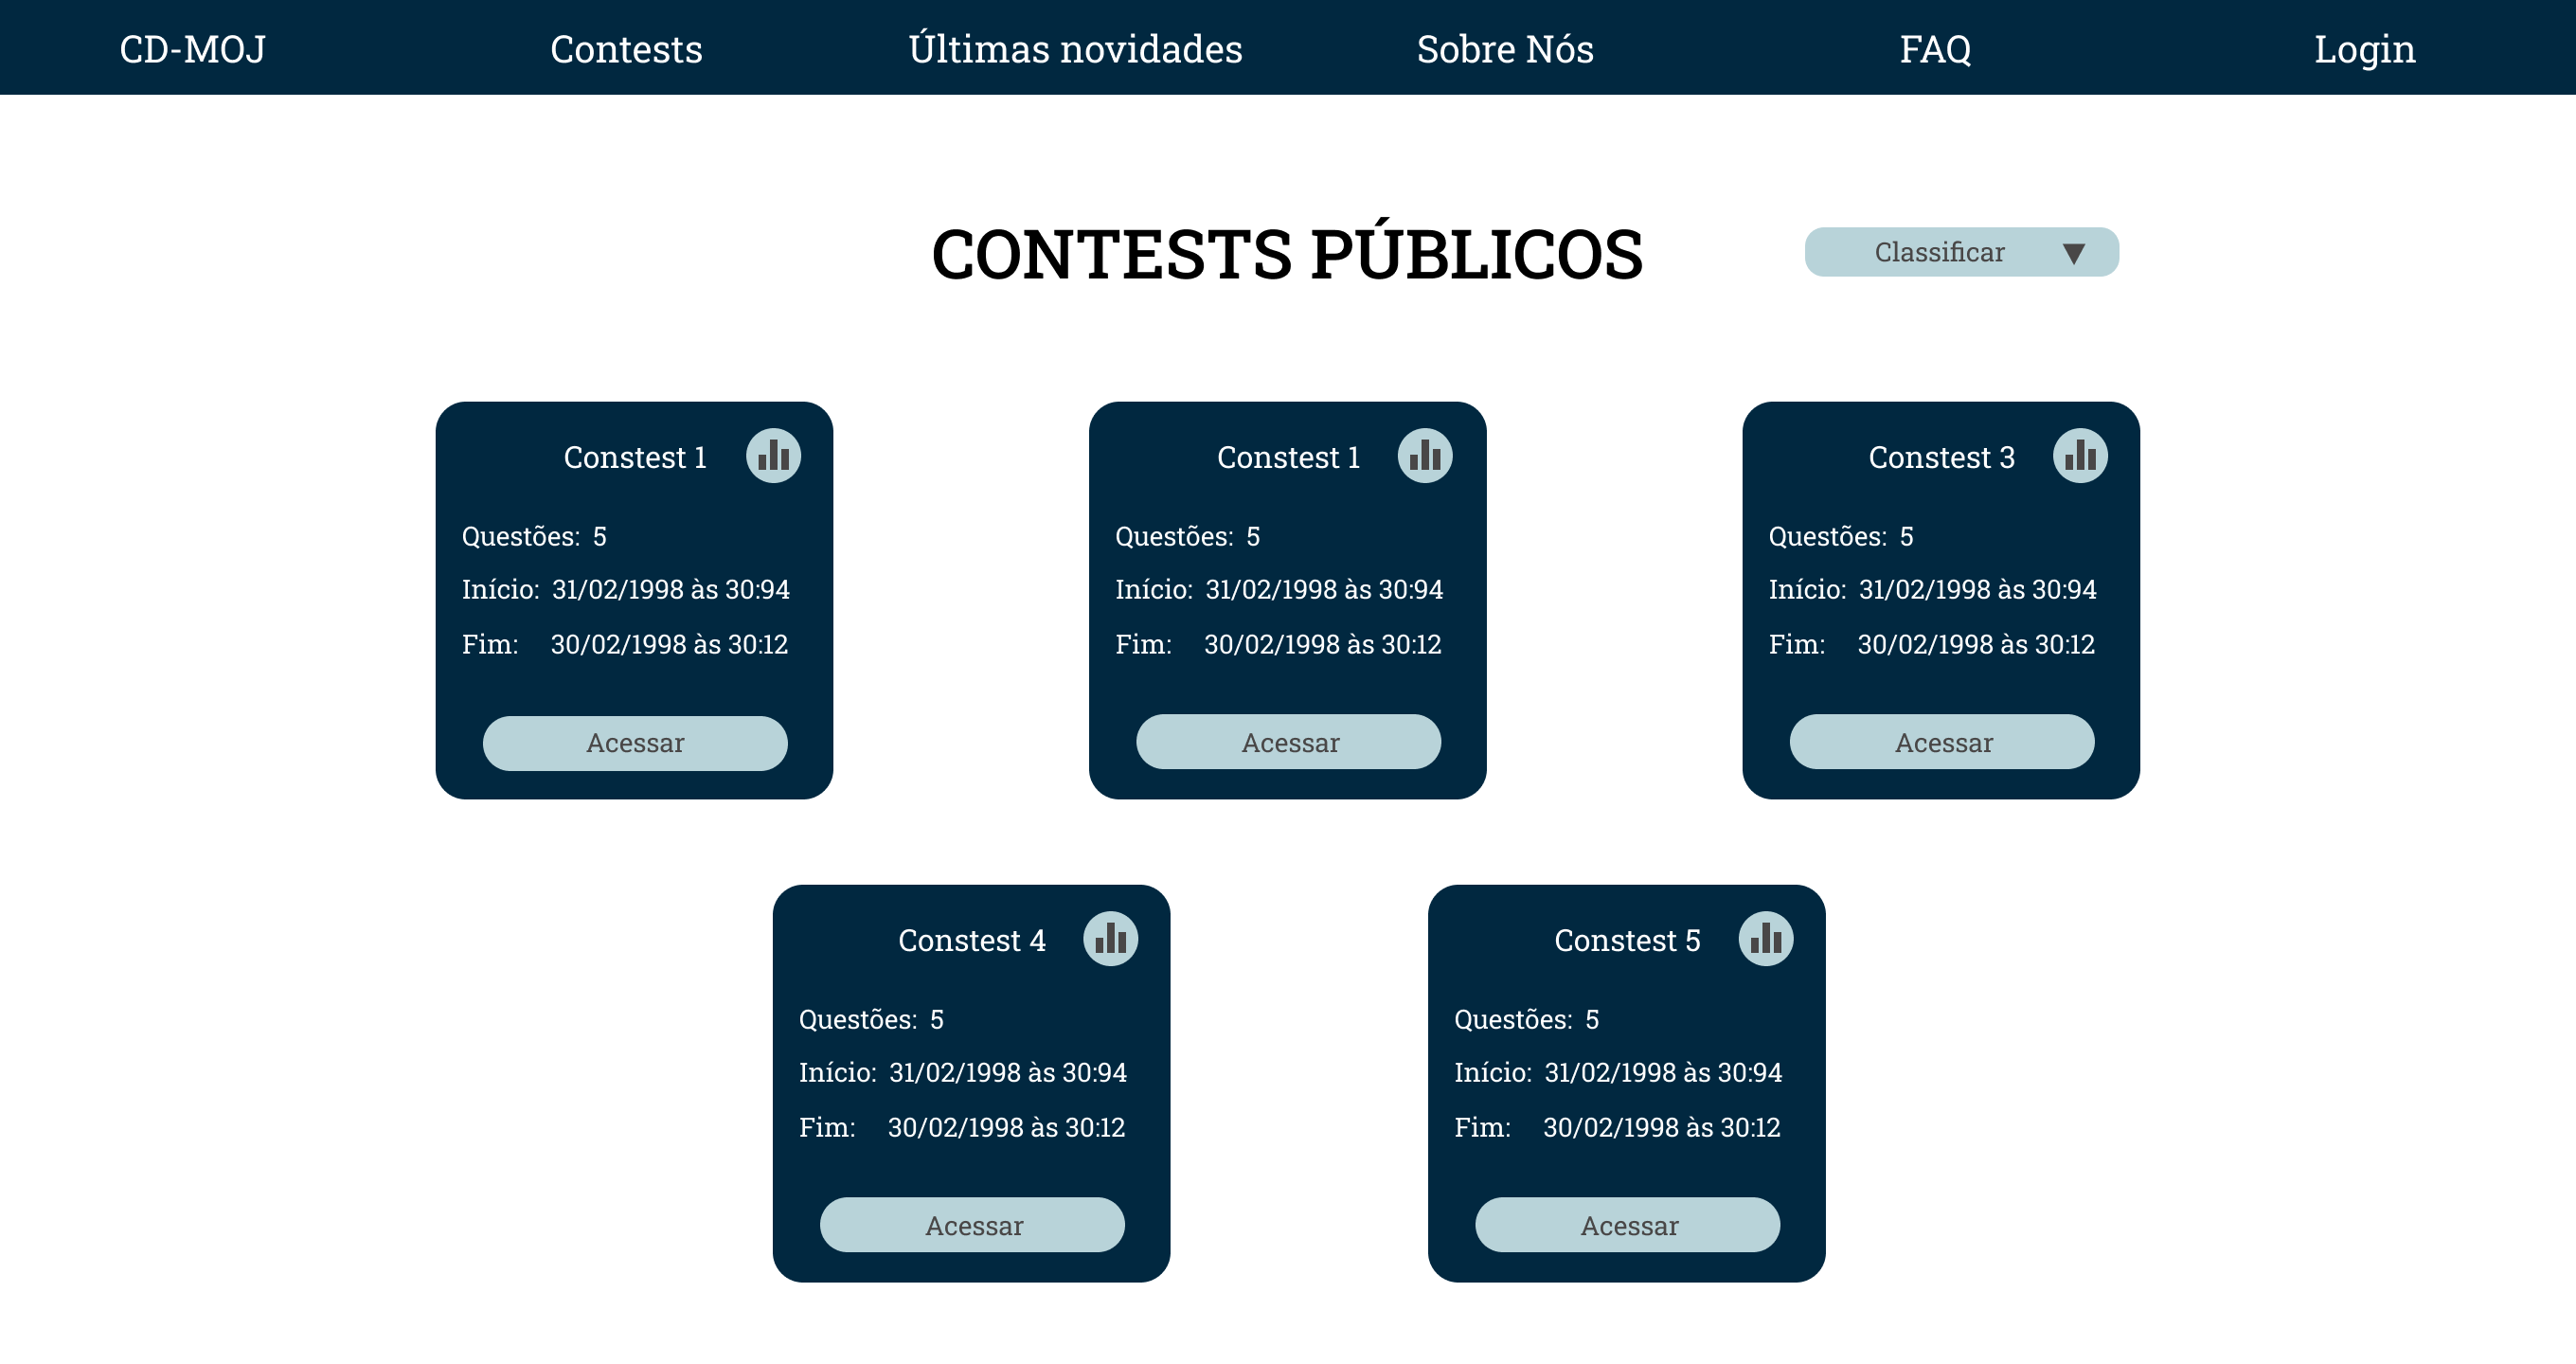 CD-MOJ Contests Últimas novidades Sobre Nós FAQ Login
CONTESTS PÚBLICOS
Classificar
Constest 1
Questões: 5
Início: 31/02/1998 às 30:94
Fim: 30/02/1998 às 30:12
Acessar
Constest 1
Questões: 5
Início: 31/02/1998 às 30:94
Fim: 30/02/1998 às 30:12
Acessar
Constest 3
Questões: 5
Início: 31/02/1998 às 30:94
Fim: 30/02/1998 às 30:12
Acessar
Constest 4
Questões: 5
Início: 31/02/1998 às 30:94
Fim: 30/02/1998 às 30:12
Acessar
Constest 5
Questões: 5
Início: 31/02/1998 às 30:94
Fim: 30/02/1998 às 30:12
Acessar